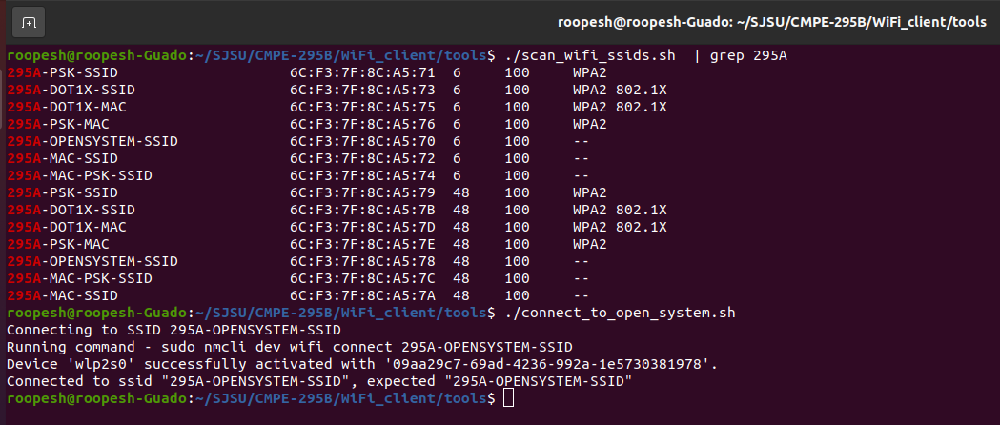 roopesh@roopesh-Guado: ~/SJSU/CMPE-295B/WiFi_client/tools
roopesh@roopesh-Guado:~/SJSU/CMPE-295B/WiFi_client/tools$ ./scan_wifi_ssids.sh  | grep 295A
295A-PSK-SSID                    6C:F3:7F:8C:A5:71  6     100     WPA2
295A-DOT1X-SSID                  6C:F3:7F:8C:A5:73  6     100     WPA2 802.1X
295A-DOT1X-MAC                   6C:F3:7F:8C:A5:75  6     100     WPA2 802.1X
295A-PSK-MAC                     6C:F3:7F:8C:A5:76  6     100     WPA2
295A-OPENSYSTEM-SSID             6C:F3:7F:8C:A5:70  6     100     --
295A-MAC-SSID                    6C:F3:7F:8C:A5:72  6     100     --
295A-MAC-PSK-SSID                6C:F3:7F:8C:A5:74  6     100     --
295A-PSK-SSID                    6C:F3:7F:8C:A5:79  48    100     WPA2
295A-DOT1X-SSID                  6C:F3:7F:8C:A5:7B  48    100     WPA2 802.1X
295A-DOT1X-MAC                   6C:F3:7F:8C:A5:7D  48    100     WPA2 802.1X
295A-PSK-MAC                     6C:F3:7F:8C:A5:7E  48    100     WPA2
295A-OPENSYSTEM-SSID             6C:F3:7F:8C:A5:78  48    100     --
295A-MAC-PSK-SSID                6C:F3:7F:8C:A5:7C  48    100     --
295A-MAC-SSID                    6C:F3:7F:8C:A5:7A  48    100     --
roopesh@roopesh-Guado:~/SJSU/CMPE-295B/WiFi_client/tools$ ./connect_to_open_system.sh
Connecting to SSID 295A-OPENSYSTEM-SSID
Running command - sudo nmcli dev wifi connect 295A-OPENSYSTEM-SSID
Device 'wlp2s0' successfully activated with '09aa29c7-69ad-4236-992a-1e5730381978'.
Connected to ssid "295A-OPENSYSTEM-SSID", expected "295A-OPENSYSTEM-SSID"
roopesh@roopesh-Guado:~/SJSU/CMPE-295B/WiFi_client/tools$